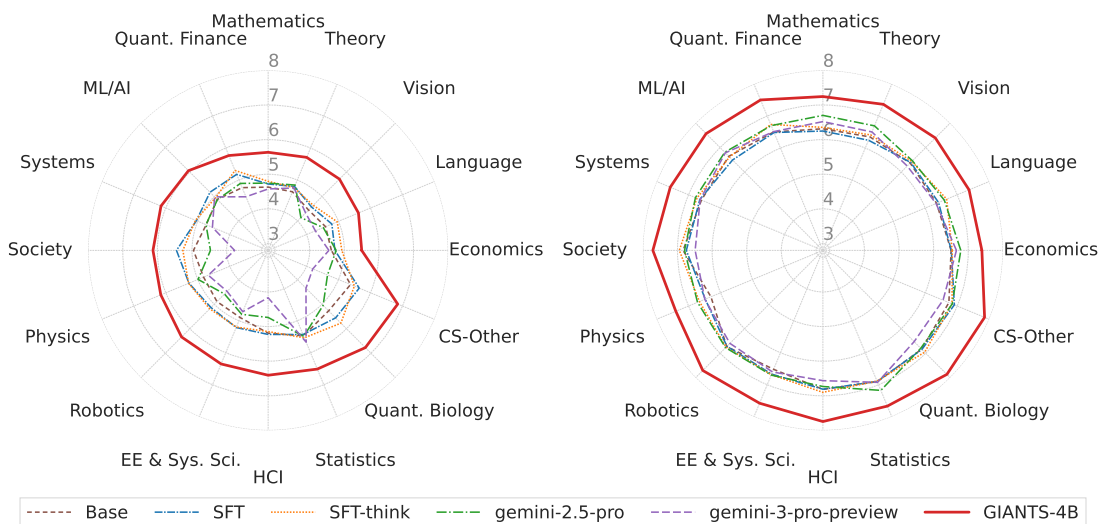 Mathematics
Quant. Finance
Theory
ML/AI
Vision
Systems
Language
Society
Economics
Physics
CS-Other
Robotics
Quant. Biology
EE & Sys. Sci.
Statistics
HCI
8
7
6
5
4
3
Mathematics
Quant. Finance
Theory
ML/AI
Vision
Systems
Language
Society
Economics
Physics
CS-Other
Robotics
Quant. Biology
EE & Sys. Sci.
Statistics
HCI
8
7
6
5
4
3
Base SFT SFT-think gemini-2.5-pro gemini-3-pro-preview GIANTS-4B